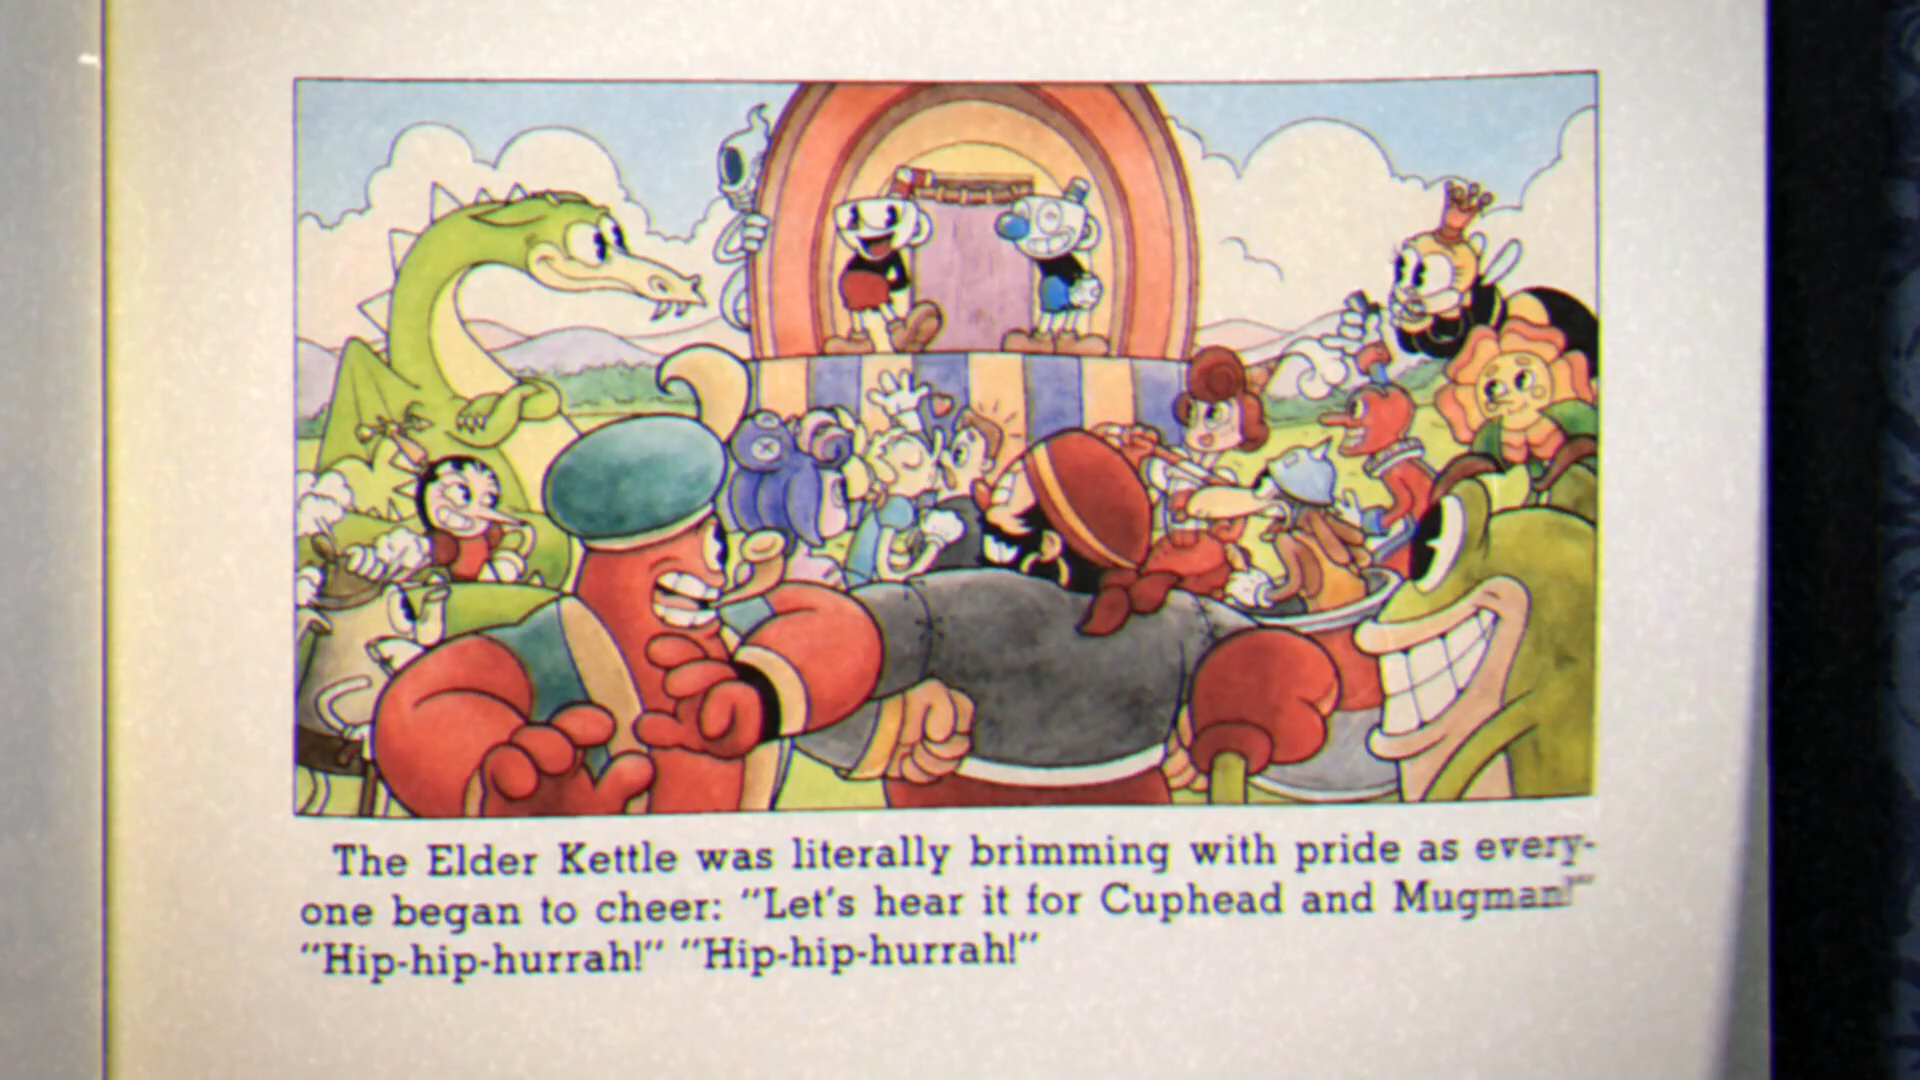 The Elder Kettle was literally brimming with pride as every-
one began to cheer: “Let's hear it for Cuphead and Mugman!”
“Hip-hip-hurrah!” “Hip-hip-hurrah!”